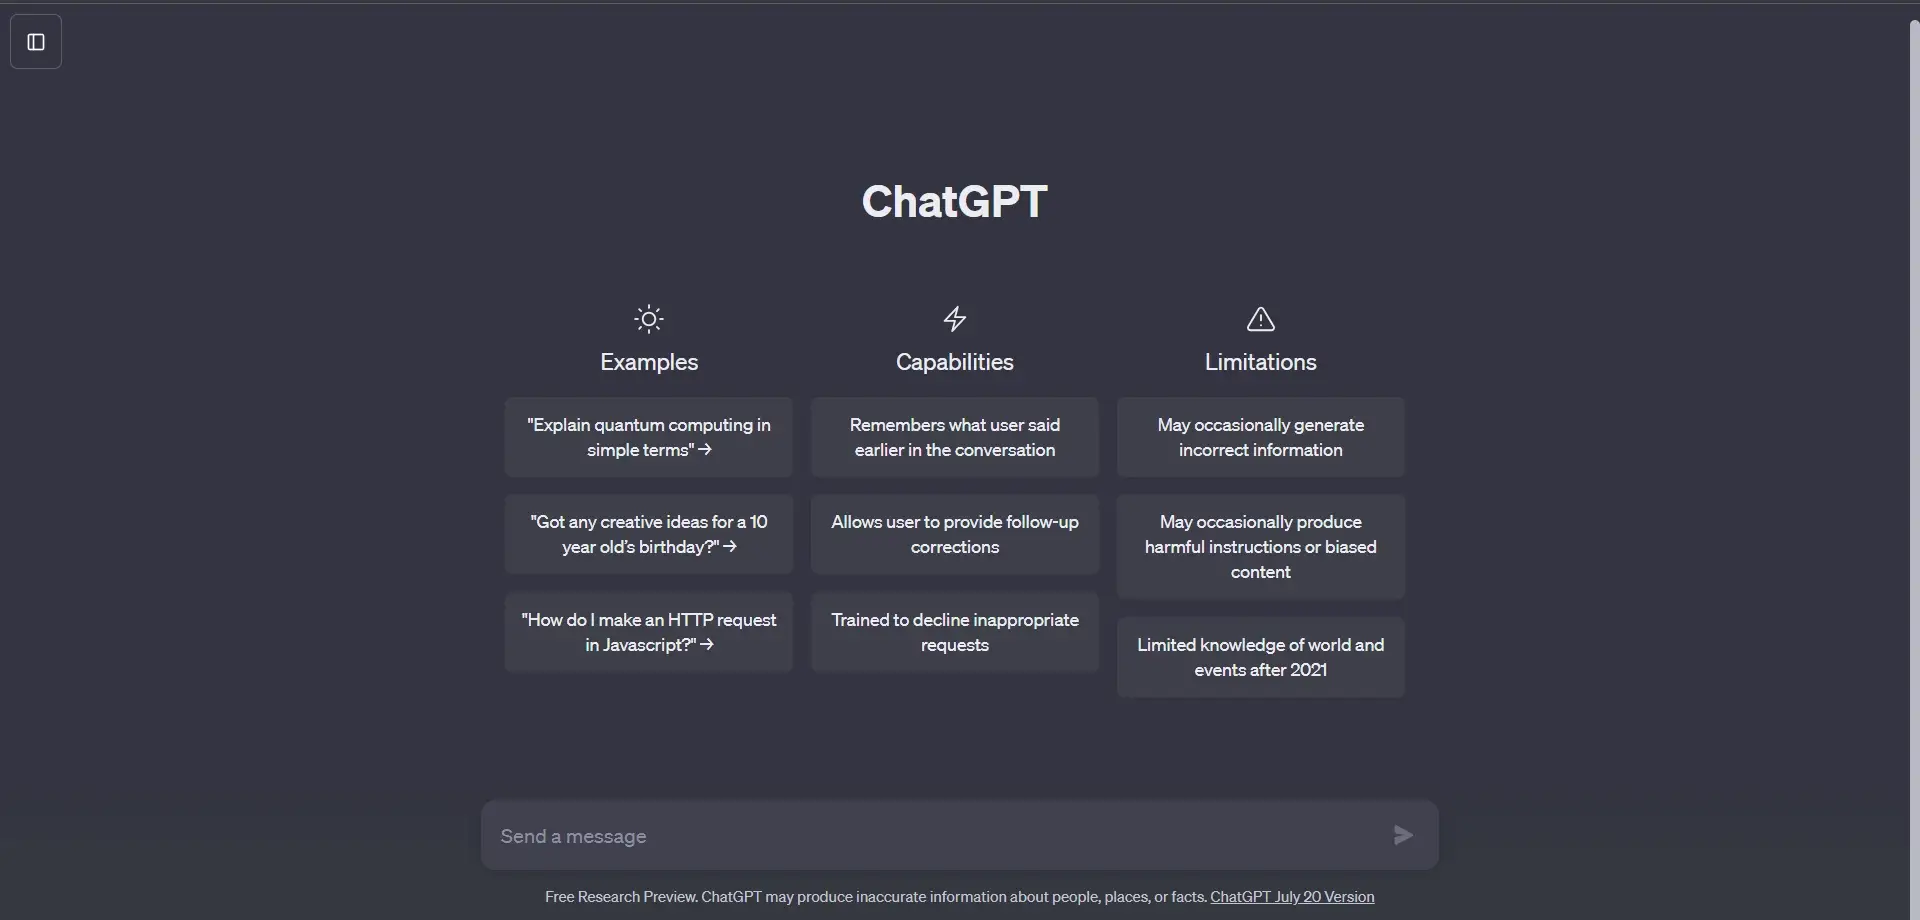 ChatGPT
Examples
"Explain quantum computing in
simple terms" →
"Got any creative ideas for a 10
year old’s birthday?" →
"How do I make an HTTP request
in Javascript?" →
Capabilities
Remembers what user said
earlier in the conversation
Allows user to provide follow-up
corrections
Trained to decline inappropriate
requests
Limitations
May occasionally generate
incorrect information
May occasionally produce
harmful instructions or biased
content
Limited knowledge of world and
events after 2021
Send a message
Free Research Preview. ChatGPT may produce inaccurate information about people, places, or facts. ChatGPT July 20 Version